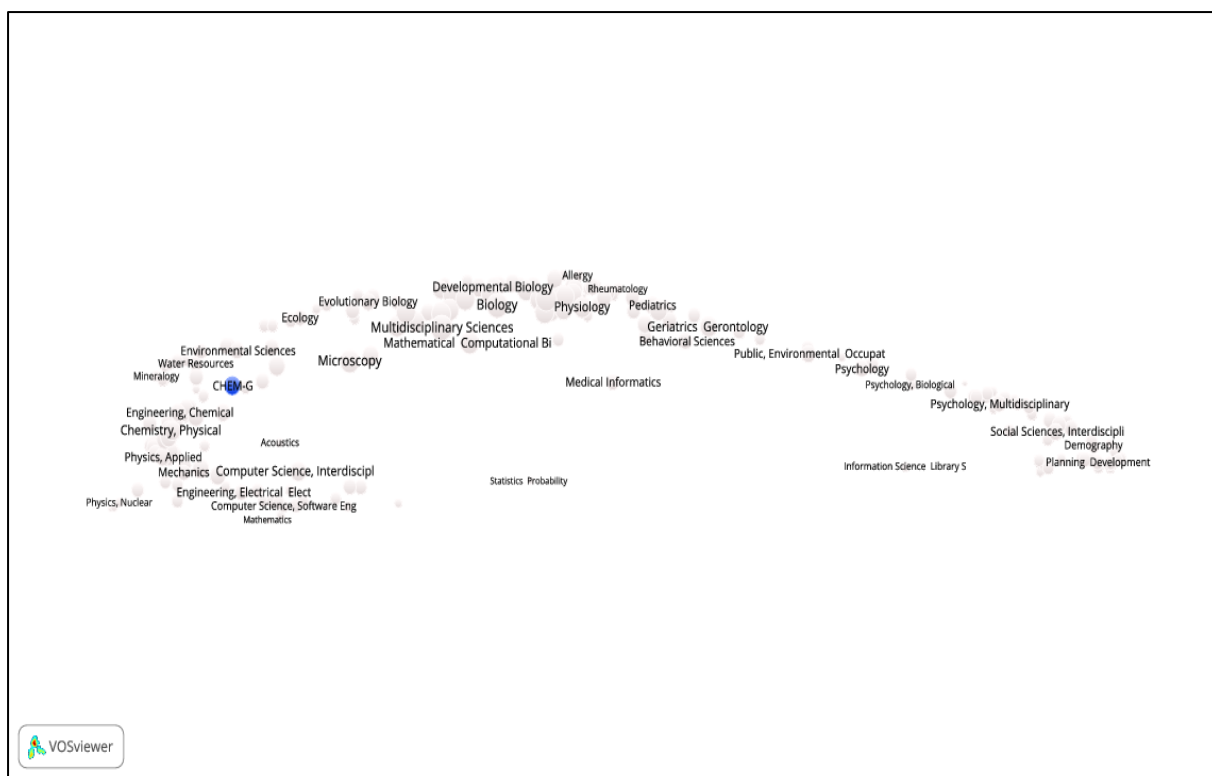 Allergy
Developmental Biology
Rheumatology
Evolutionary Biology
Biology
Physiology
Pediatrics
Ecology
Multidisciplinary Sciences
Geriatrics Gerontology
Mathematical Computational Bi
Behavioral Sciences
Environmental Sciences
Public, Environmental Occupat
Water Resources
Microscopy
Psychology
Mineralogy
CHEM-G
Medical Informatics
Psychology, Biological
Psychology, Multidisciplinary
Engineering, Chemical
Chemistry, Physical
Social Sciences, Interdiscipli
Acoustics
Demography
Physics, Applied
Planning Development
Mechanics
Computer Science, Interdiscipl
Information Science Library S
Statistics Probability
Engineering, Electrical Elect
Physics, Nuclear
Computer Science, Software Eng
Mathematics
VOSviewer